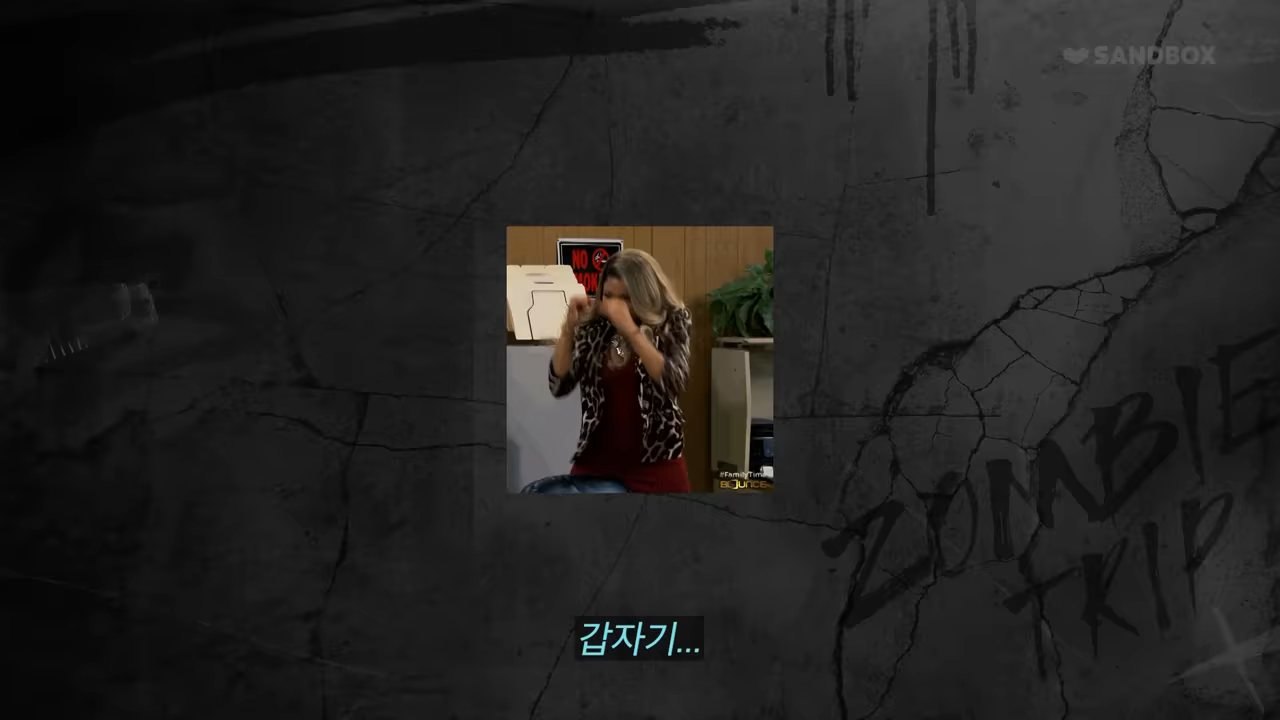 SANDBOX
NO
#FamilyTime
BOUNCE
ZOMBIE
TRIP
갑자기...